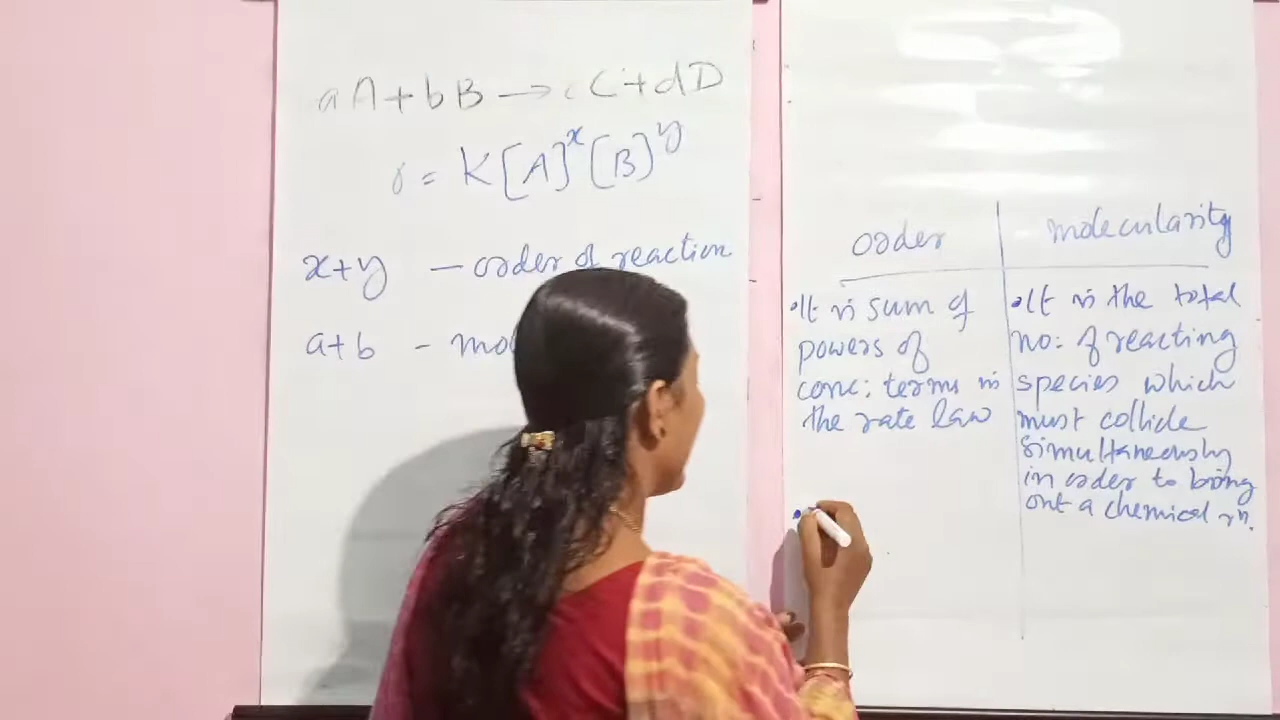 aA + bB → cC + dD
r = K[A]^x [B]^y
x+y — order of reaction
a+b - mo
order
molecularity
•It is sum of
powers of
conc: terms in
the rate law
•It is the total
no: of reacting
species which
must collide
simultaneously
in order to bring
out a chemical rn.